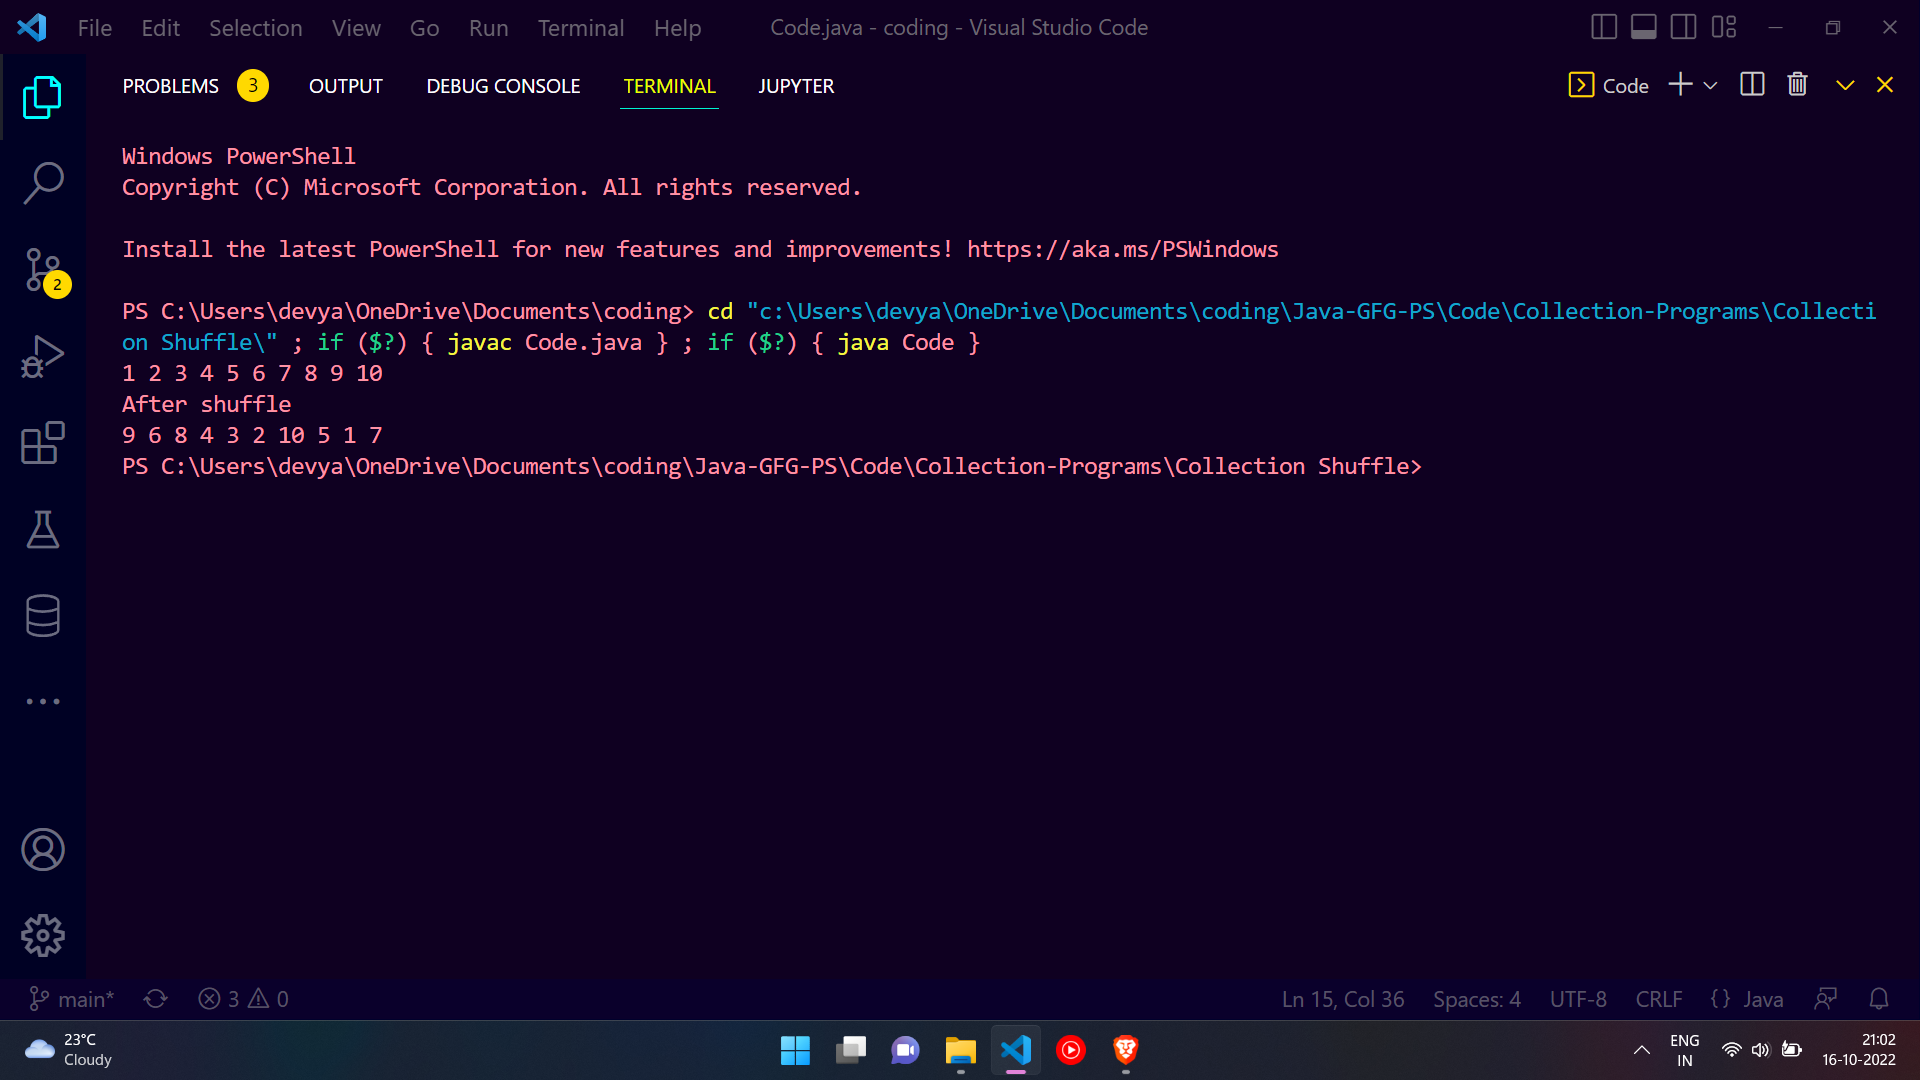 File Edit Selection View Go Run Terminal Help Code.java - coding - Visual Studio Code
PROBLEMS 3 OUTPUT DEBUG CONSOLE TERMINAL JUPYTER Code
Windows PowerShell
Copyright (C) Microsoft Corporation. All rights reserved.
Install the latest PowerShell for new features and improvements! https://aka.ms/PSWindows
PS C:\Users\devya\OneDrive\Documents\coding> cd "c:\Users\devya\OneDrive\Documents\coding\Java-GFG-PS\Code\Collection-Programs\Collecti
on Shuffle\" ; if ($?) { javac Code.java } ; if ($?) { java Code }
1 2 3 4 5 6 7 8 9 10
After shuffle
9 6 8 4 3 2 10 5 1 7
PS C:\Users\devya\OneDrive\Documents\coding\Java-GFG-PS\Code\Collection-Programs\Collection Shuffle>
2
main* 3 0 Ln 15, Col 36 Spaces: 4 UTF-8 CRLF {} Java
23°C
Cloudy
ENG
IN
21:02
16-10-2022